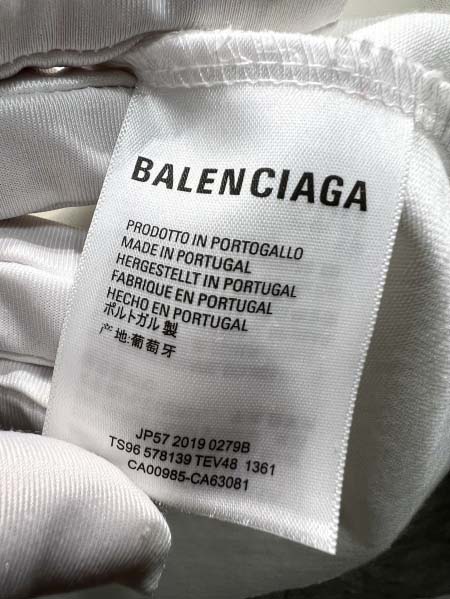 BALENCIAGA
PRODOTTO IN PORTOGALLO
MADE IN PORTUGAL
HERGESTELLT IN PORTUGAL
FABRIQUE EN PORTUGAL
HECHO EN PORTUGAL
ポルトガル 製
地:葡萄牙
JP57 2019 0279B
TS96 578139 TEV48 1361
CA00985-CA63081